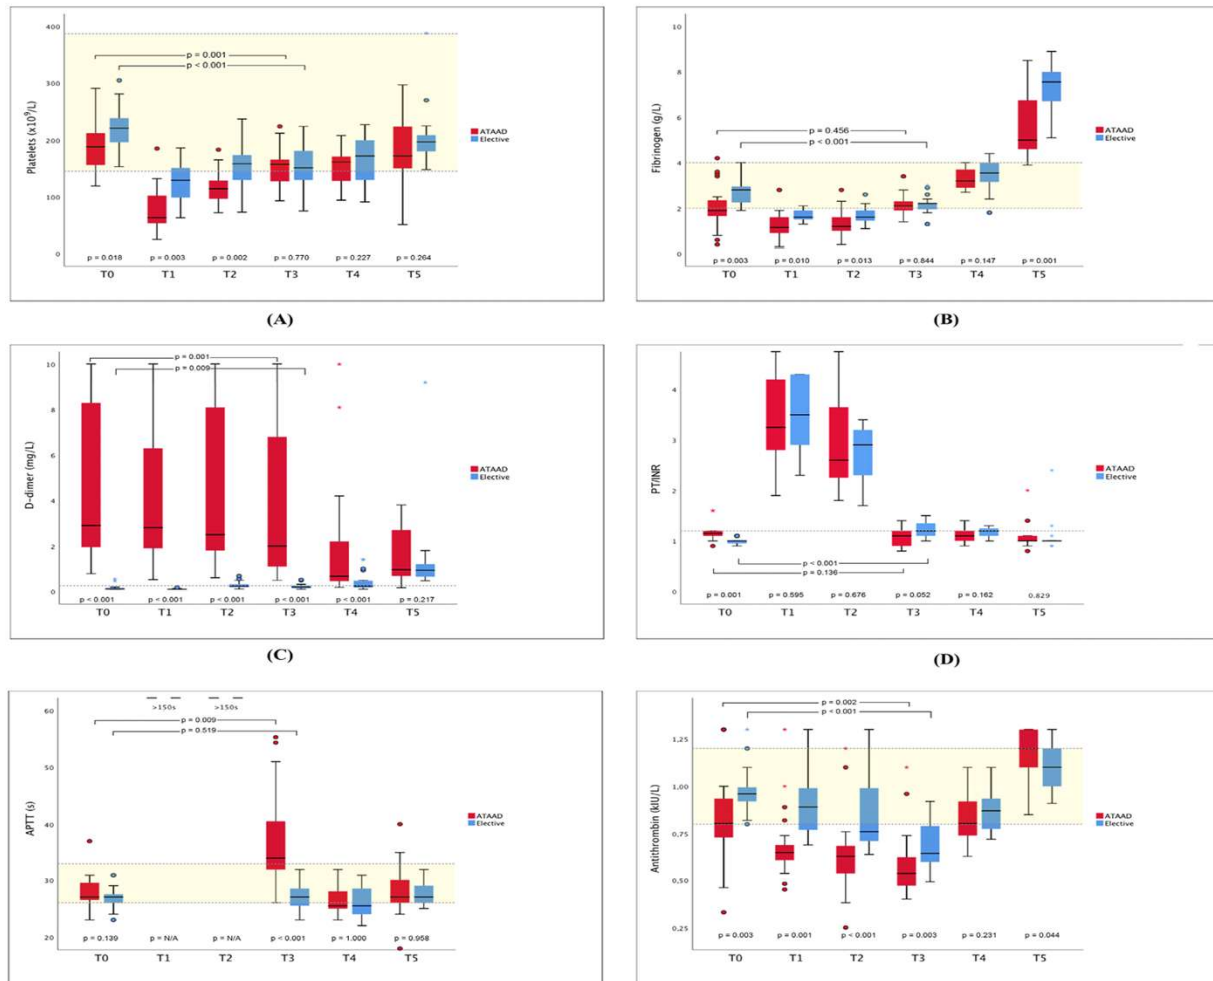 400
300
200
100
0
Platelets (x10⁹/L)
p = 0.001
p < 0.001
ATAAD
Elective
p = 0.018 p = 0.003 p = 0.002 p = 0.770 p = 0.227 p = 0.264
T0 T1 T2 T3 T4 T5
(A)
10
8
6
4
2
0
Fibrinogen (g/L)
p = 0.456
p < 0.001
ATAAD
Elective
p = 0.003 p = 0.010 p = 0.013 p = 0.844 p = 0.147 p = 0.001
T0 T1 T2 T3 T4 T5
(B)
10
8
6
4
2
0
D-dimer (mg/L)
p = 0.001
p = 0.009
ATAAD
Elective
p < 0.001 p < 0.001 p < 0.001 p < 0.001 p < 0.001 p = 0.217
T0 T1 T2 T3 T4 T5
(C)
4
3
2
1
0
PT/INR
p < 0.001
p = 0.136
ATAAD
Elective
p = 0.001 p = 0.595 p = 0.676 p = 0.052 p = 0.162 0.829
T0 T1 T2 T3 T4 T5
(D)
60
50
40
30
20
APTT (s)
>150s >150s
p = 0.009
p = 0.519
ATAAD
Elective
p = 0.139 p = N/A p = N/A p < 0.001 p = 1.000 p = 0.958
T0 T1 T2 T3 T4 T5
1,25
1,00
0,75
0,50
0,25
Antithrombin (kIU/L)
p = 0.002
p < 0.001
ATAAD
Elective
p = 0.003 p = 0.001 p < 0.001 p = 0.003 p = 0.231 p = 0.044
T0 T1 T2 T3 T4 T5